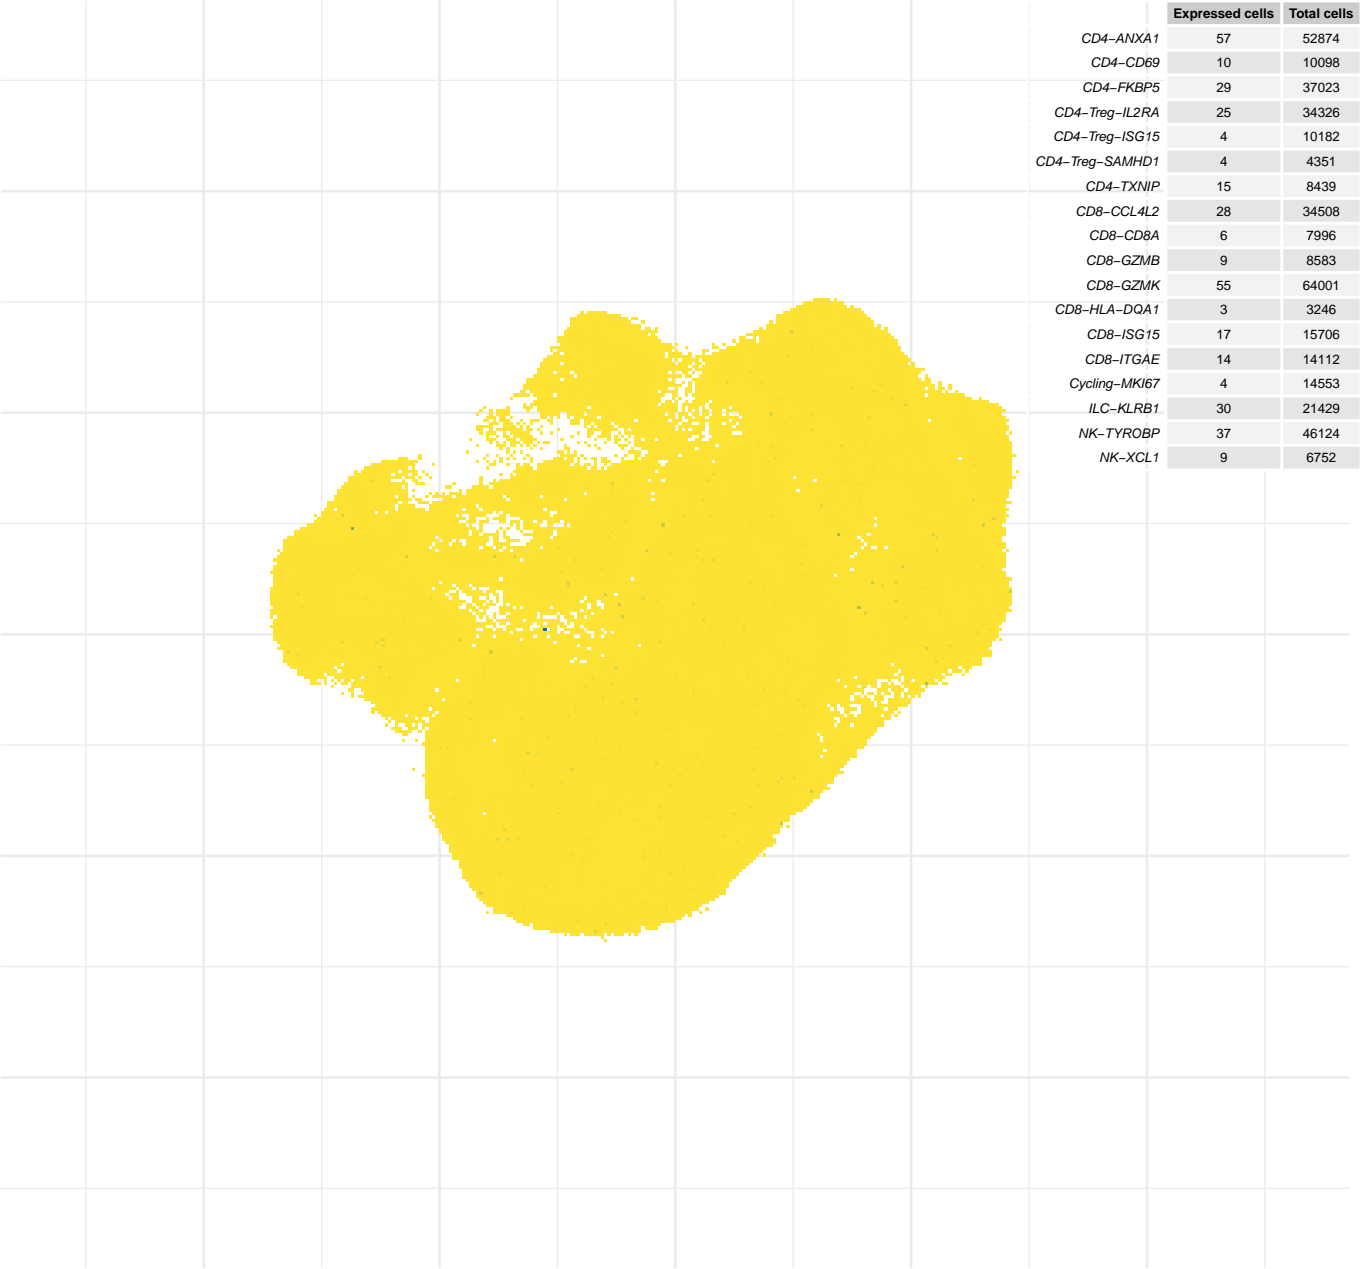 Expressed cells Total cells
CD4−ANXA1 57 52874
CD4−CD69 10 10098
CD4−FKBP5 29 37023
CD4−Treg−IL2RA 25 34326
CD4−Treg−ISG15 4 10182
CD4−Treg−SAMHD1 4 4351
CD4−TXNIP 15 8439
CD8−CCL4L2 28 34508
CD8−CD8A 6 7996
CD8−GZMB 9 8583
CD8−GZMK 55 64001
CD8−HLA−DQA1 3 3246
CD8−ISG15 17 15706
CD8−ITGAE 14 14112
Cycling−MKI67 4 14553
ILC−KLRB1 30 21429
NK−TYROBP 37 46124
NK−XCL1 9 6752